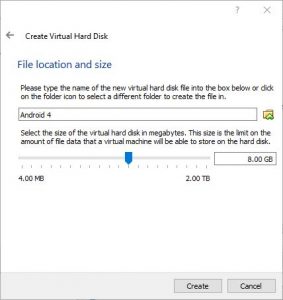 ?
Create Virtual Hard Disk
File location and size
Please type the name of the new virtual hard disk file into the box below or click
on the folder icon to select a different folder to create the file in.
Android 4
Select the size of the virtual hard disk in megabytes. This size is the limit on the
amount of file data that a virtual machine will be able to store on the hard disk.
8.00 GB
4.00 MB 2.00 TB
Create Cancel